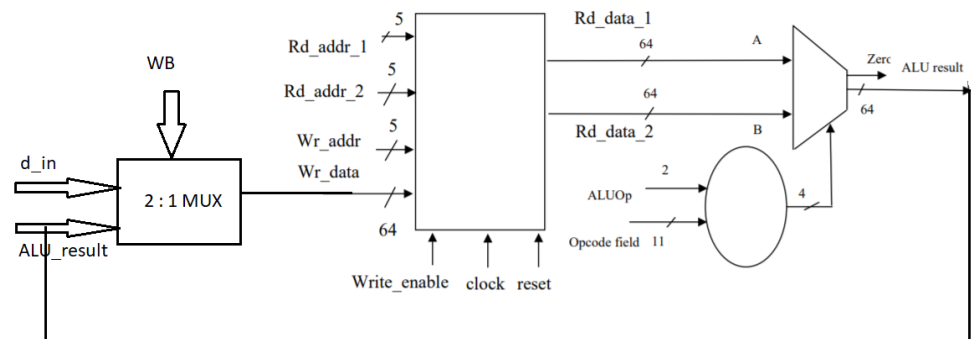 WB
d_in
ALU_result
2 : 1 MUX
5
Rd_addr_1
5
Rd_addr_2
5
Wr_addr
Wr_data
64
Write_enable clock reset
Rd_data_1
64
A
64
Rd_data_2
B
Zero ALU result
64
2
ALUOp
4
Opcode field 11